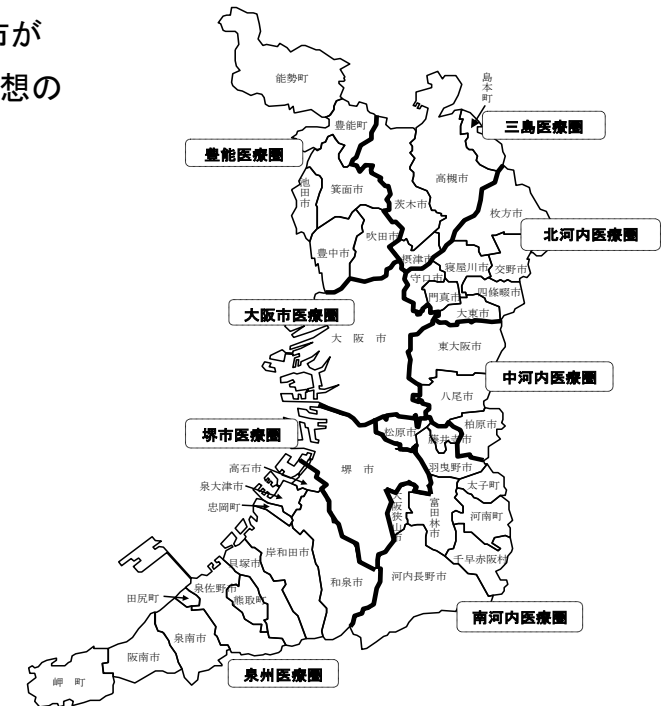 市が
想の
能勢町
島本町
豊能町
三島医療圏
豊能医療圏
池田市
箕面市
高槻市
茨木市
枚方市
吹田市
豊中市
北河内医療圏
摂津市
寝屋川市
交野市
守口市
門真市
四條畷市
大阪市医療圏
大東市
大阪市
東大阪市
中河内医療圏
八尾市
柏原市
堺市医療圏
松原市
藤井寺市
高石市
堺市
羽曳野市
泉大津市
太子町
忠岡町
大阪狭山市
富田林市
河南町
岸和田市
千早赤阪村
貝塚市
和泉市
河内長野市
泉佐野市
熊取町
田尻町
南河内医療圏
泉南市
阪南市
泉州医療圏
岬町